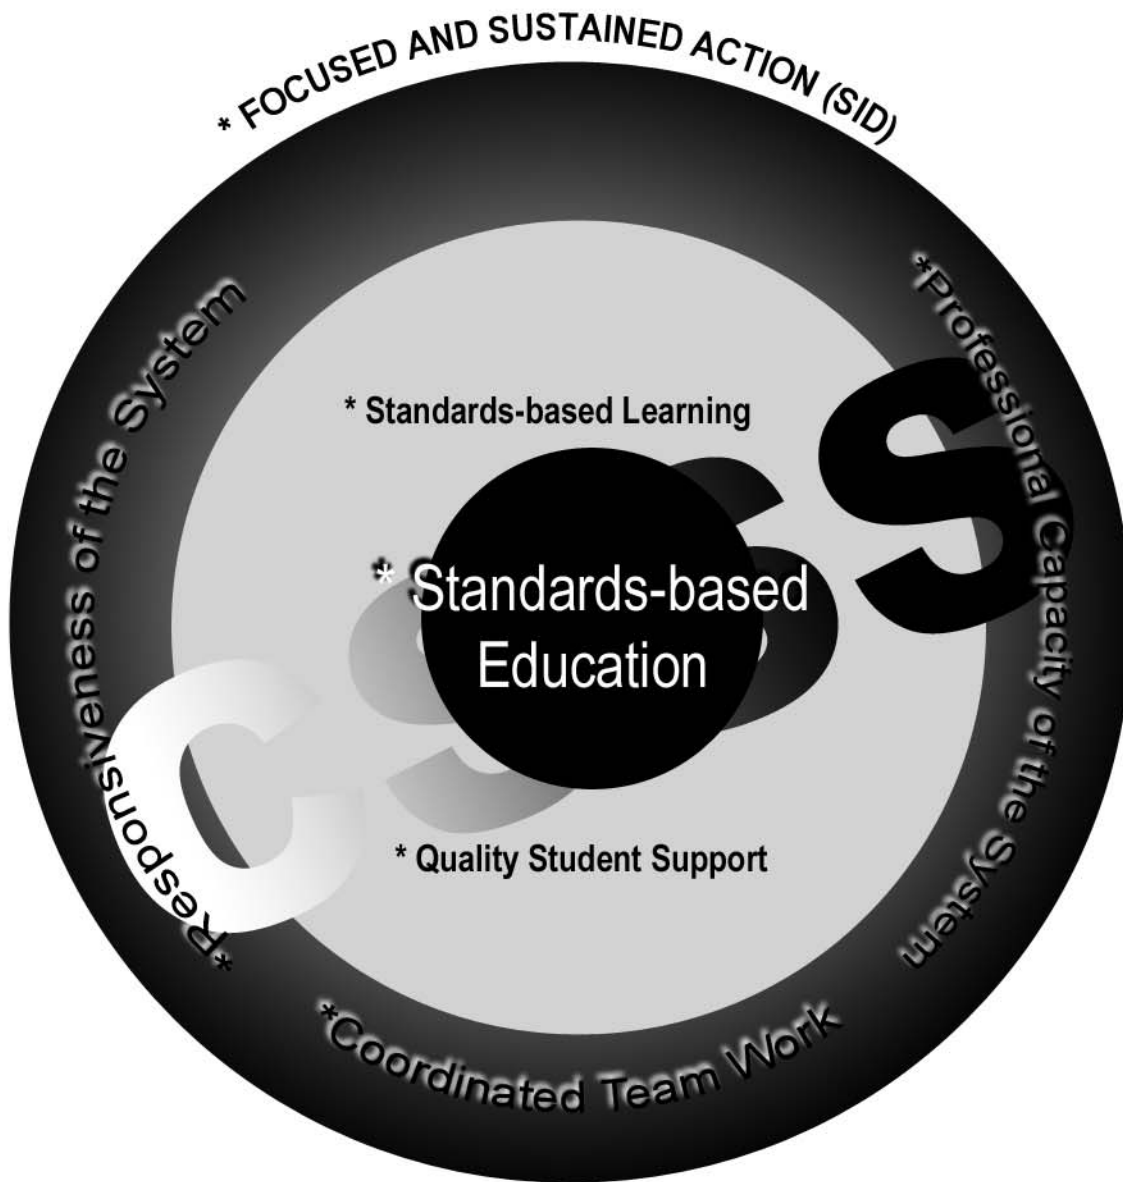 * FOCUSED AND SUSTAINED ACTION (SID)
*Responsiveness of the System
*Professional Capacity of the System
* Standards-based Learning
CSSS
* Standards-based
Education
* Quality Student Support
*Coordinated Team Work